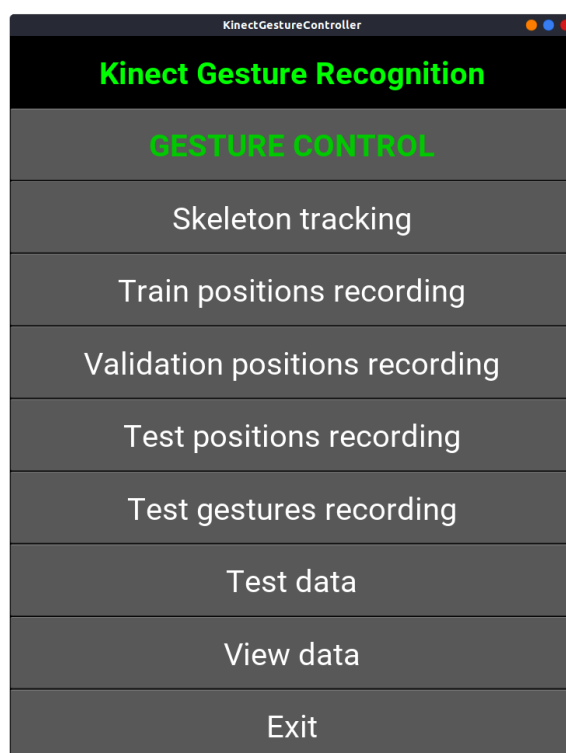 KinectGestureController
Kinect Gesture Recognition
GESTURE CONTROL
Skeleton tracking
Train positions recording
Validation positions recording
Test positions recording
Test gestures recording
Test data
View data
Exit